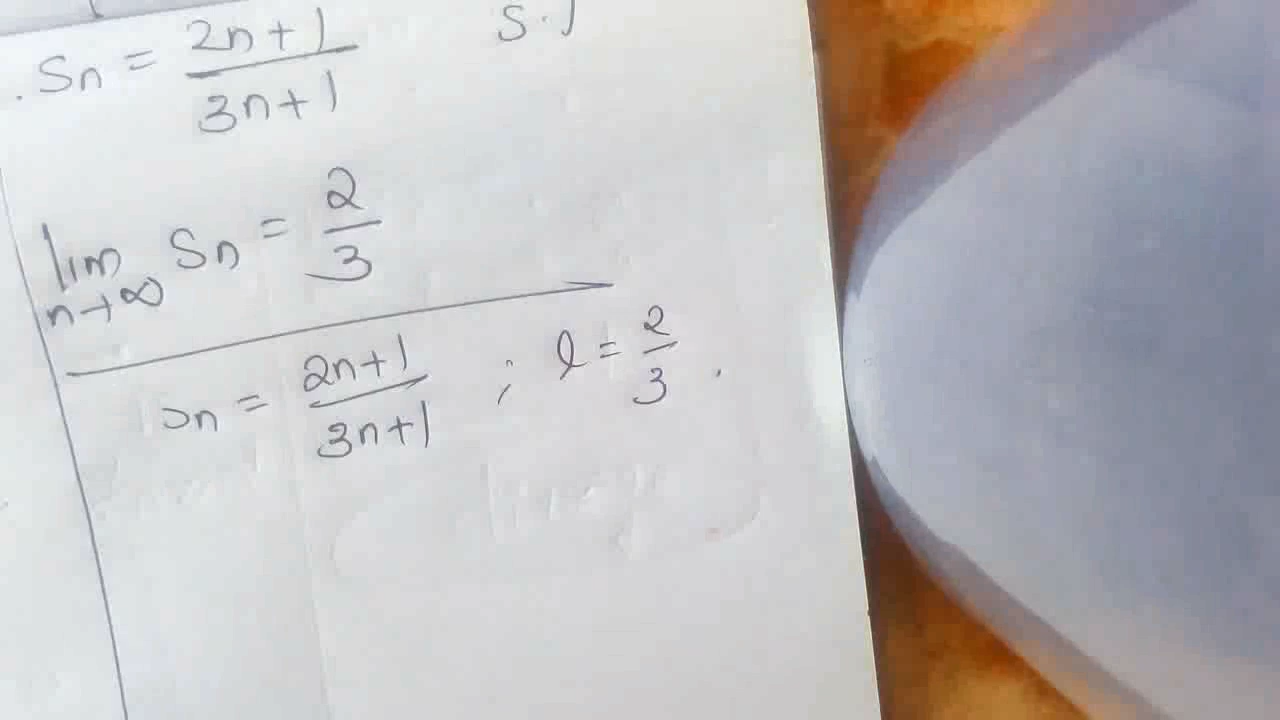 . Sn = 2n+1/3n+1 S.
lim n→∞ Sn = 2/3
Sn = 2n+1/3n+1 ; l = 2/3 .